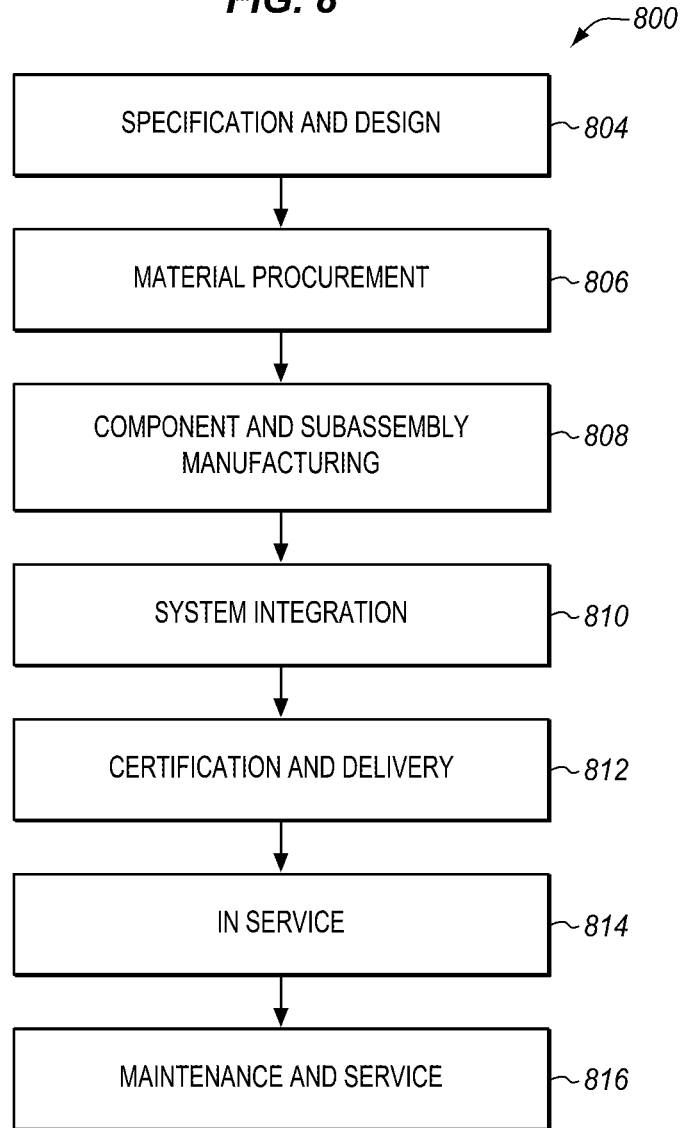 FIG. 8
800
SPECIFICATION AND DESIGN
804
MATERIAL PROCUREMENT
806
COMPONENT AND SUBASSEMBLY
MANUFACTURING
808
SYSTEM INTEGRATION
810
CERTIFICATION AND DELIVERY
812
IN SERVICE
814
MAINTENANCE AND SERVICE
816